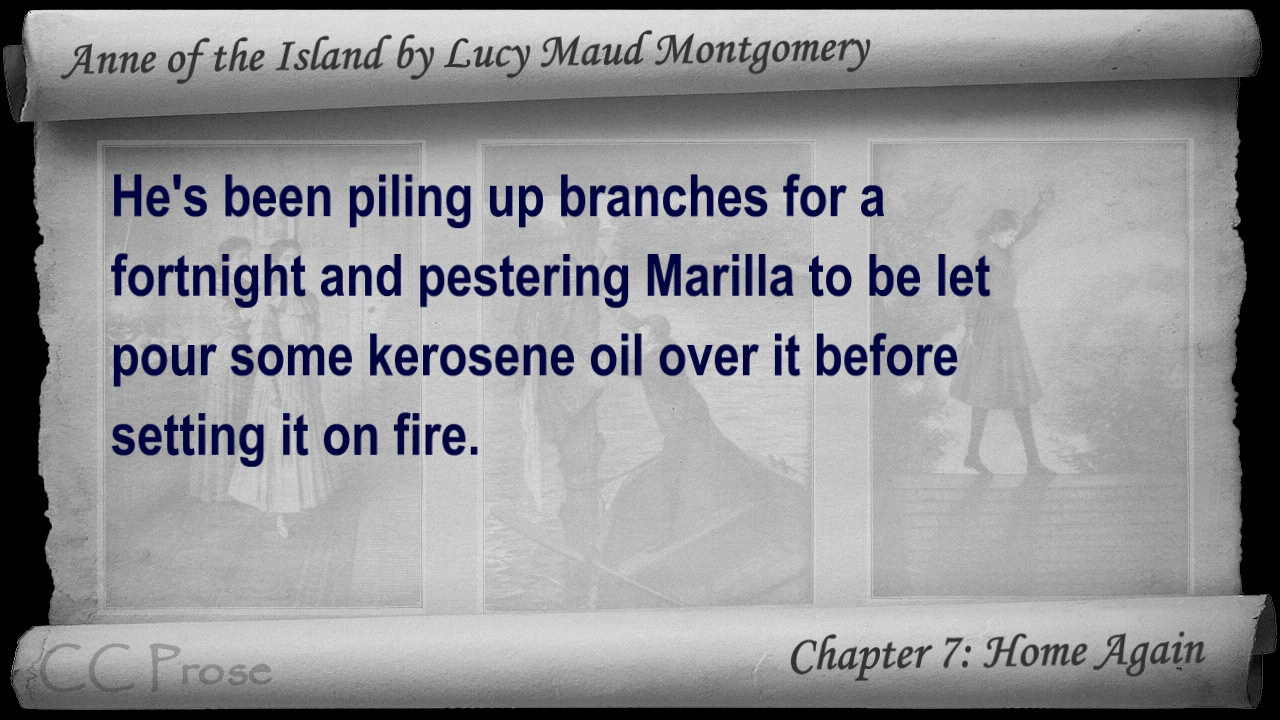 Anne of the Island by Lucy Maud Montgomery
He's been piling up branches for a
fortnight and pestering Marilla to be let
pour some kerosene oil over it before
setting it on fire.
CC Prose
Chapter 7: Home Again